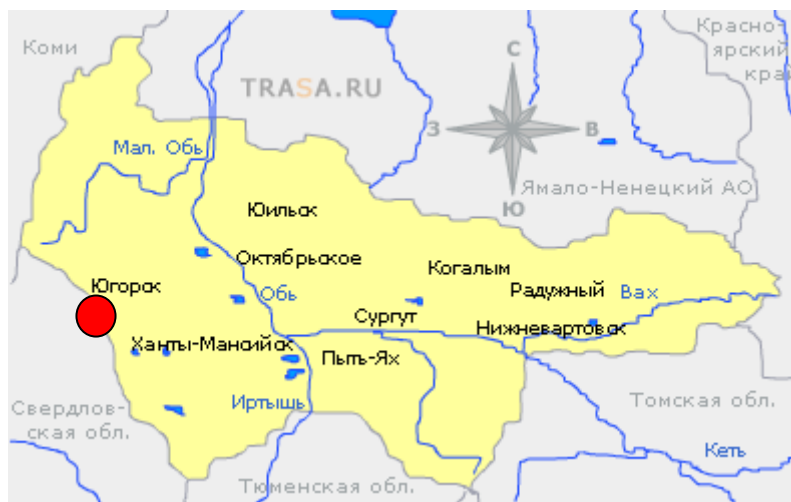 Коми
Красно-
ярский
край
TRASA.RU
С
З
В
Ю
Мал. Обь
Ямало-Ненецкий АО
Юильск
Октябрьское
Когалым
Югорск
Обь
Радужный
Вах
Сургут
Нижневартовск
Ханты-Мансийск
Пыть-Ях
Иртышь
Свердлов-
ская обл.
Томская обл.
Кеть
Тюменская обл.